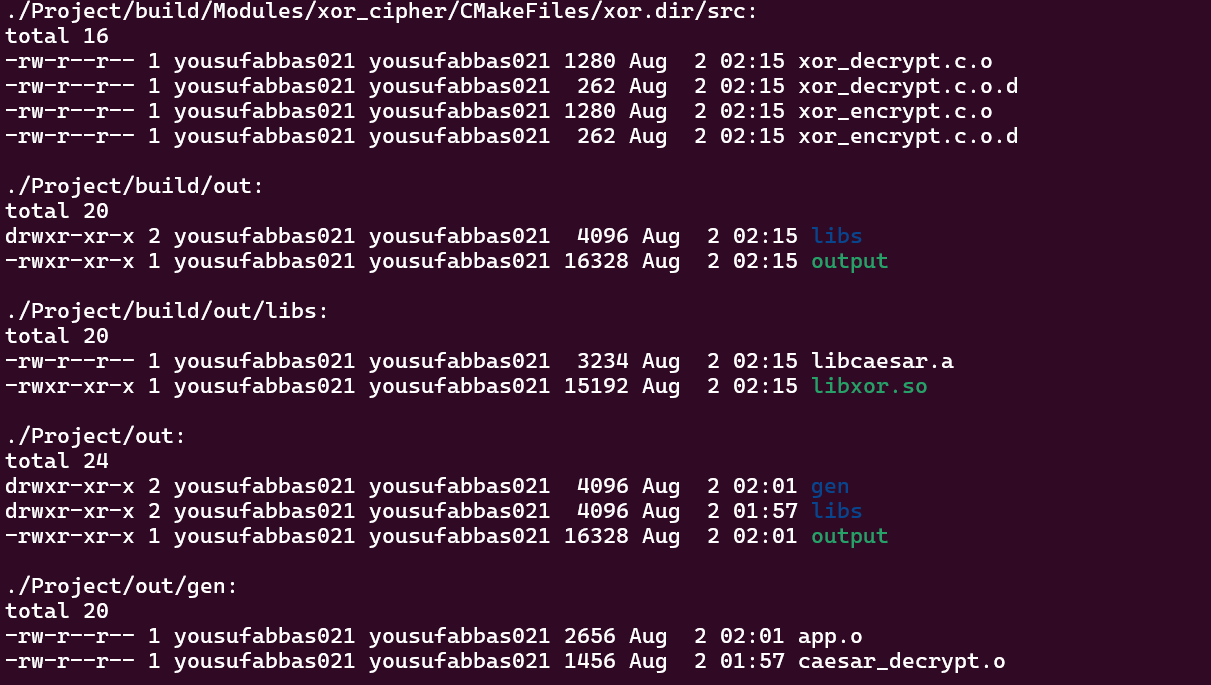 ./Project/build/Modules/xor_cipher/CMakeFiles/xor.dir/src:
total 16
-rw-r--r-- 1 yousufabbas021 yousufabbas021 1280 Aug  2 02:15 xor_decrypt.c.o
-rw-r--r-- 1 yousufabbas021 yousufabbas021  262 Aug  2 02:15 xor_decrypt.c.o.d
-rw-r--r-- 1 yousufabbas021 yousufabbas021 1280 Aug  2 02:15 xor_encrypt.c.o
-rw-r--r-- 1 yousufabbas021 yousufabbas021  262 Aug  2 02:15 xor_encrypt.c.o.d

./Project/build/out:
total 20
drwxr-xr-x 2 yousufabbas021 yousufabbas021  4096 Aug  2 02:15 libs
-rwxr-xr-x 1 yousufabbas021 yousufabbas021 16328 Aug  2 02:15 output

./Project/build/out/libs:
total 20
-rw-r--r-- 1 yousufabbas021 yousufabbas021  3234 Aug  2 02:15 libcaesar.a
-rwxr-xr-x 1 yousufabbas021 yousufabbas021 15192 Aug  2 02:15 libxor.so

./Project/out:
total 24
drwxr-xr-x 2 yousufabbas021 yousufabbas021  4096 Aug  2 02:01 gen
drwxr-xr-x 2 yousufabbas021 yousufabbas021  4096 Aug  2 01:57 libs
-rwxr-xr-x 1 yousufabbas021 yousufabbas021 16328 Aug  2 02:01 output

./Project/out/gen:
total 20
-rw-r--r-- 1 yousufabbas021 yousufabbas021 2656 Aug  2 02:01 app.o
-rw-r--r-- 1 yousufabbas021 yousufabbas021 1456 Aug  2 01:57 caesar_decrypt.o